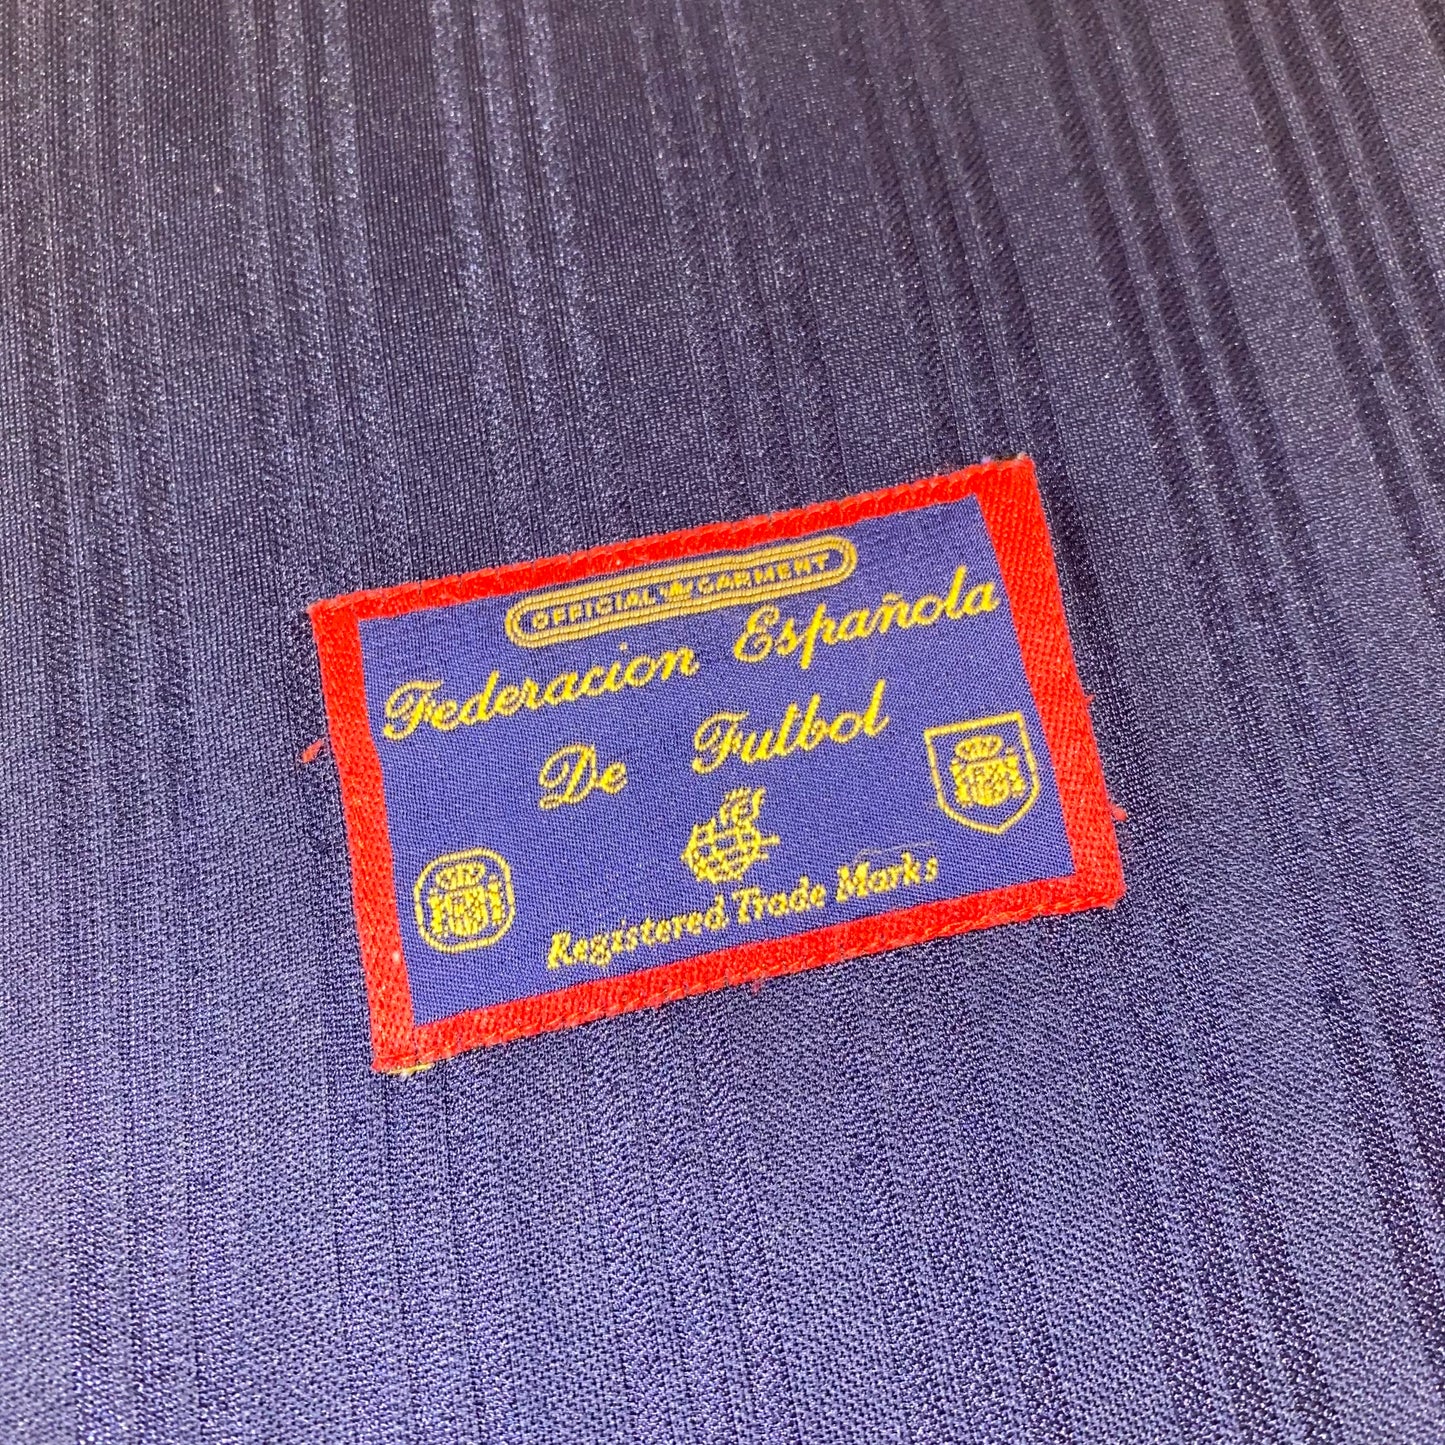 OFFICIAL GARMENT
Federacion Española
De Futbol
Registered Trade Marks